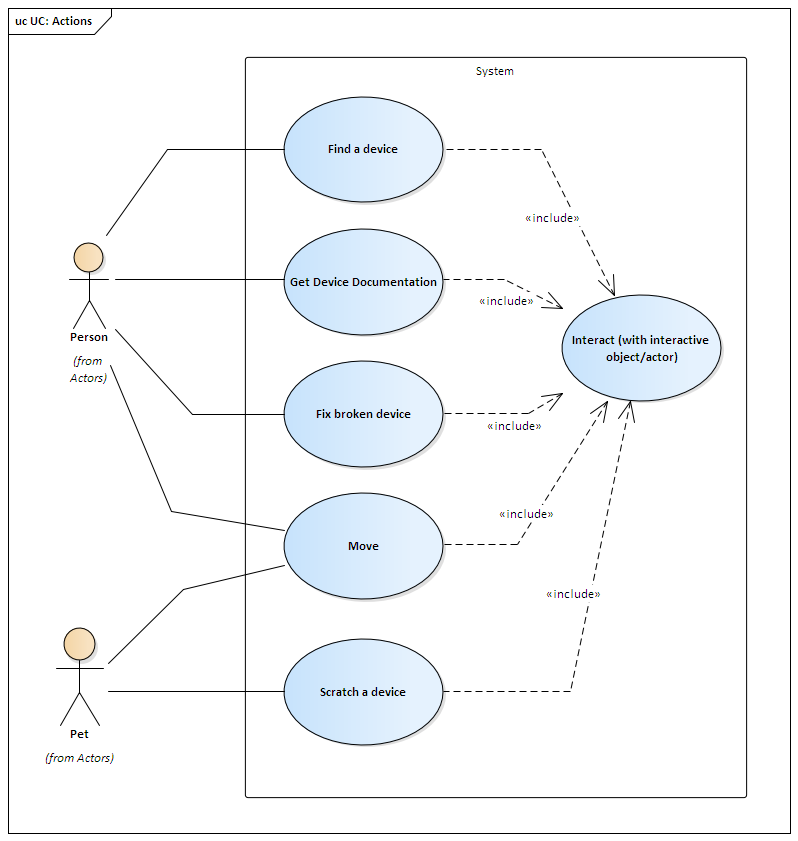 uc UC: Actions
System
Find a device
«include»
Get Device Documentation
«include»
Person
(from
Actors)
Interact (with interactive
object/actor)
Fix broken device
«include»
«include»
Move
«include»
Scratch a device
Pet
(from Actors)